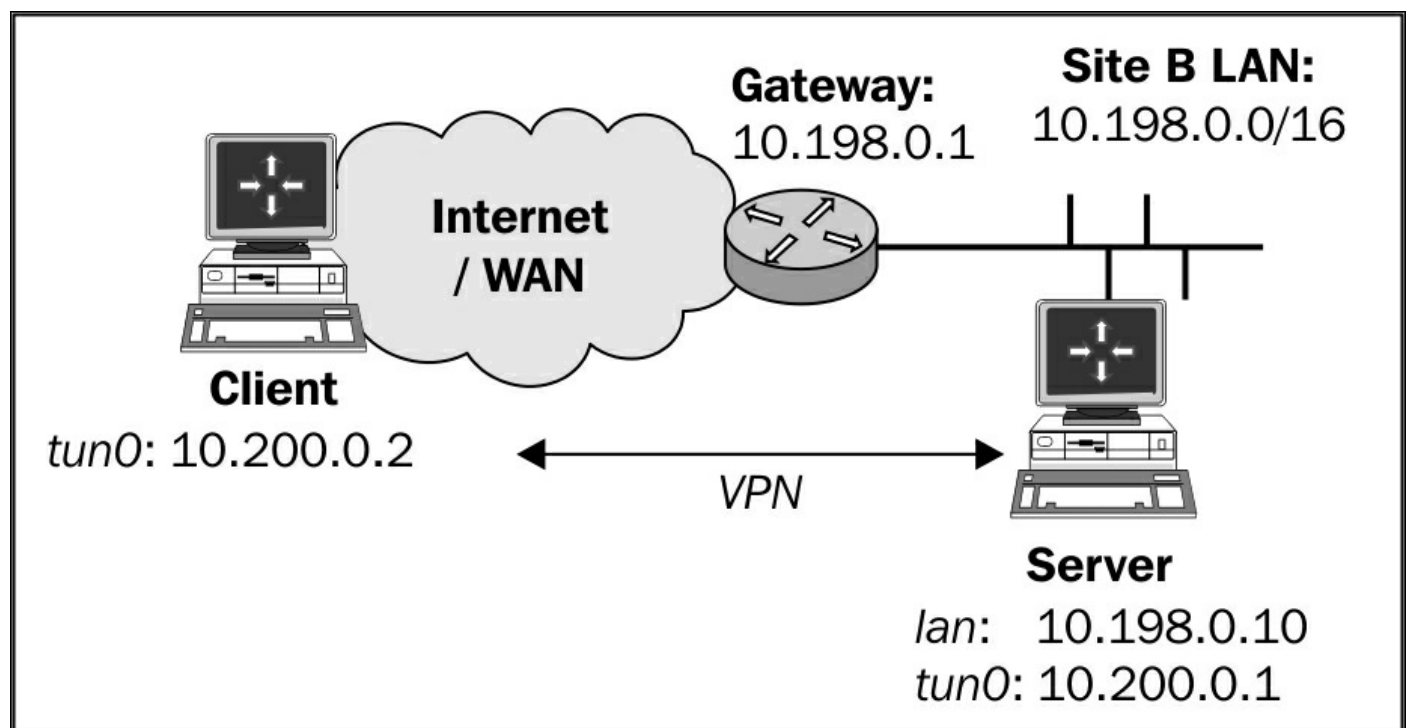 Gateway:
10.198.0.1
Site B LAN:
10.198.0.0/16
Internet
/ WAN
Client
tun0: 10.200.0.2
VPN
Server
lan: 10.198.0.10
tun0: 10.200.0.1